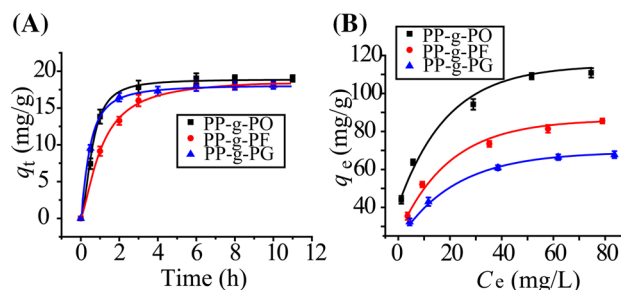 (A)
qt (mg/g)
20
15
10
5
0
PP-g-PO
PP-g-PF
PP-g-PG
0 2 4 6 8 10 12
Time (h)
(B)
qe (mg/g)
120
100
80
60
40
20
PP-g-PO
PP-g-PF
PP-g-PG
0 20 40 60 80
Ce (mg/L)